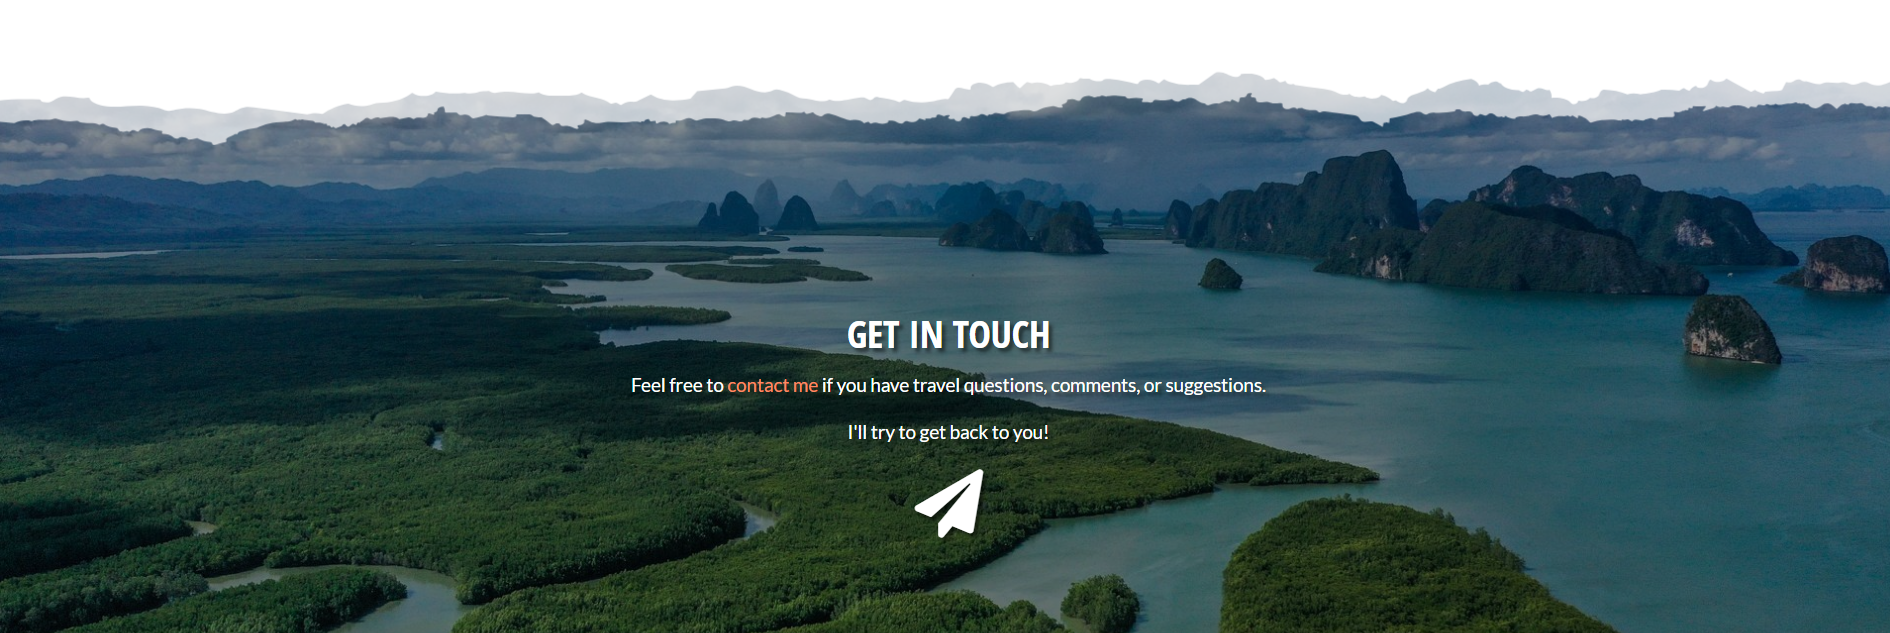 GET IN TOUCH
Feel free to contact me if you have travel questions, comments, or suggestions.
I'll try to get back to you!